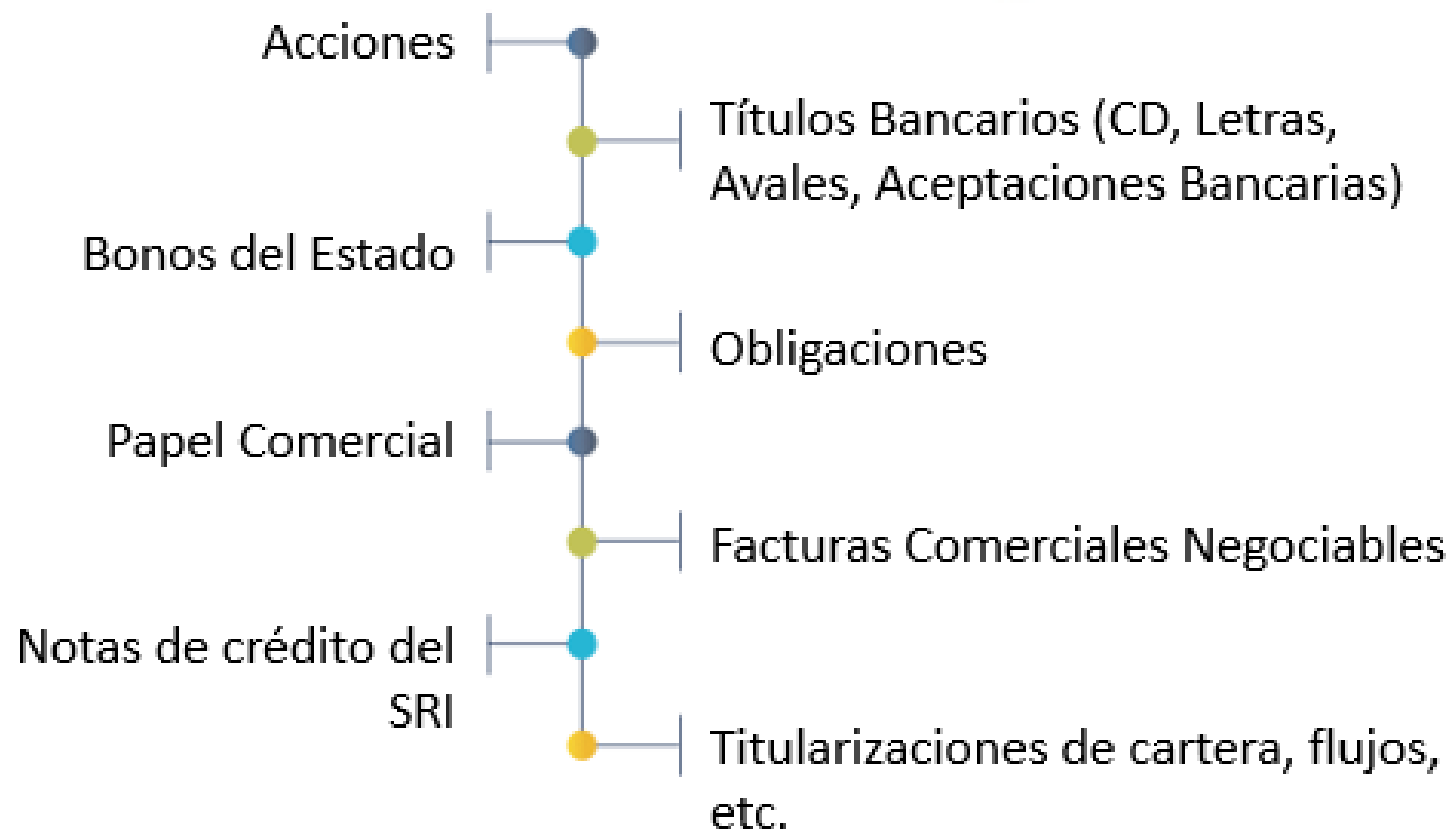 Acciones
Títulos Bancarios (CD, Letras,
Avales, Aceptaciones Bancarias)
Bonos del Estado
Obligaciones
Papel Comercial
Facturas Comerciales Negociables
Notas de crédito del
SRI
Titularizaciones de cartera, flujos,
etc.